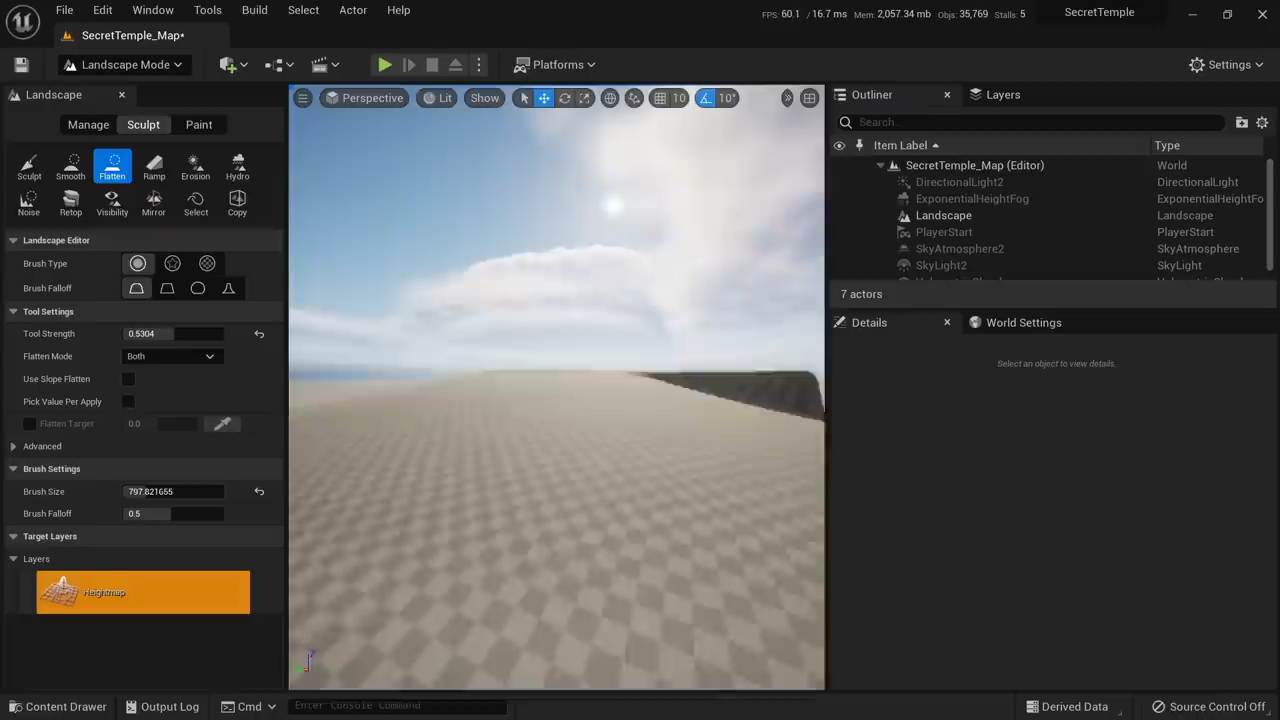 File Edit Window Tools Build Select Actor Help
FPS: 60.1 / 16.7 ms Mem: 2,057.34 mb Objs: 35,769 Stalls: 5
SecretTemple
SecretTemple_Map*
Landscape Mode
Platforms
Settings
Landscape
Perspective
Lit
Show
10
10°
Outliner
Layers
Manage
Sculpt
Paint
Search...
Item Label
Type
Sculpt
Smooth
Flatten
Ramp
Erosion
Hydro
SecretTemple_Map (Editor) World
DirectionalLight2 DirectionalLight
ExponentialHeightFog ExponentialHeightFo
Landscape Landscape
PlayerStart PlayerStart
SkyAtmosphere2 SkyAtmosphere
SkyLight2 SkyLight
Noise
Retop
Visibility
Mirror
Select
Copy
7 actors
Landscape Editor
Brush Type
Brush Falloff
Tool Settings
Details
World Settings
Tool Strength 0.5304
Flatten Mode Both
Select an object to view details.
Use Slope Flatten
Pick Value Per Apply
Flatten Target 0.0
Advanced
Brush Settings
Brush Size 797.821655
Brush Falloff 0.5
Target Layers
Layers
Heightmap
Content Drawer
Output Log
Cmd
Enter Console Command
Derived Data
Source Control Off